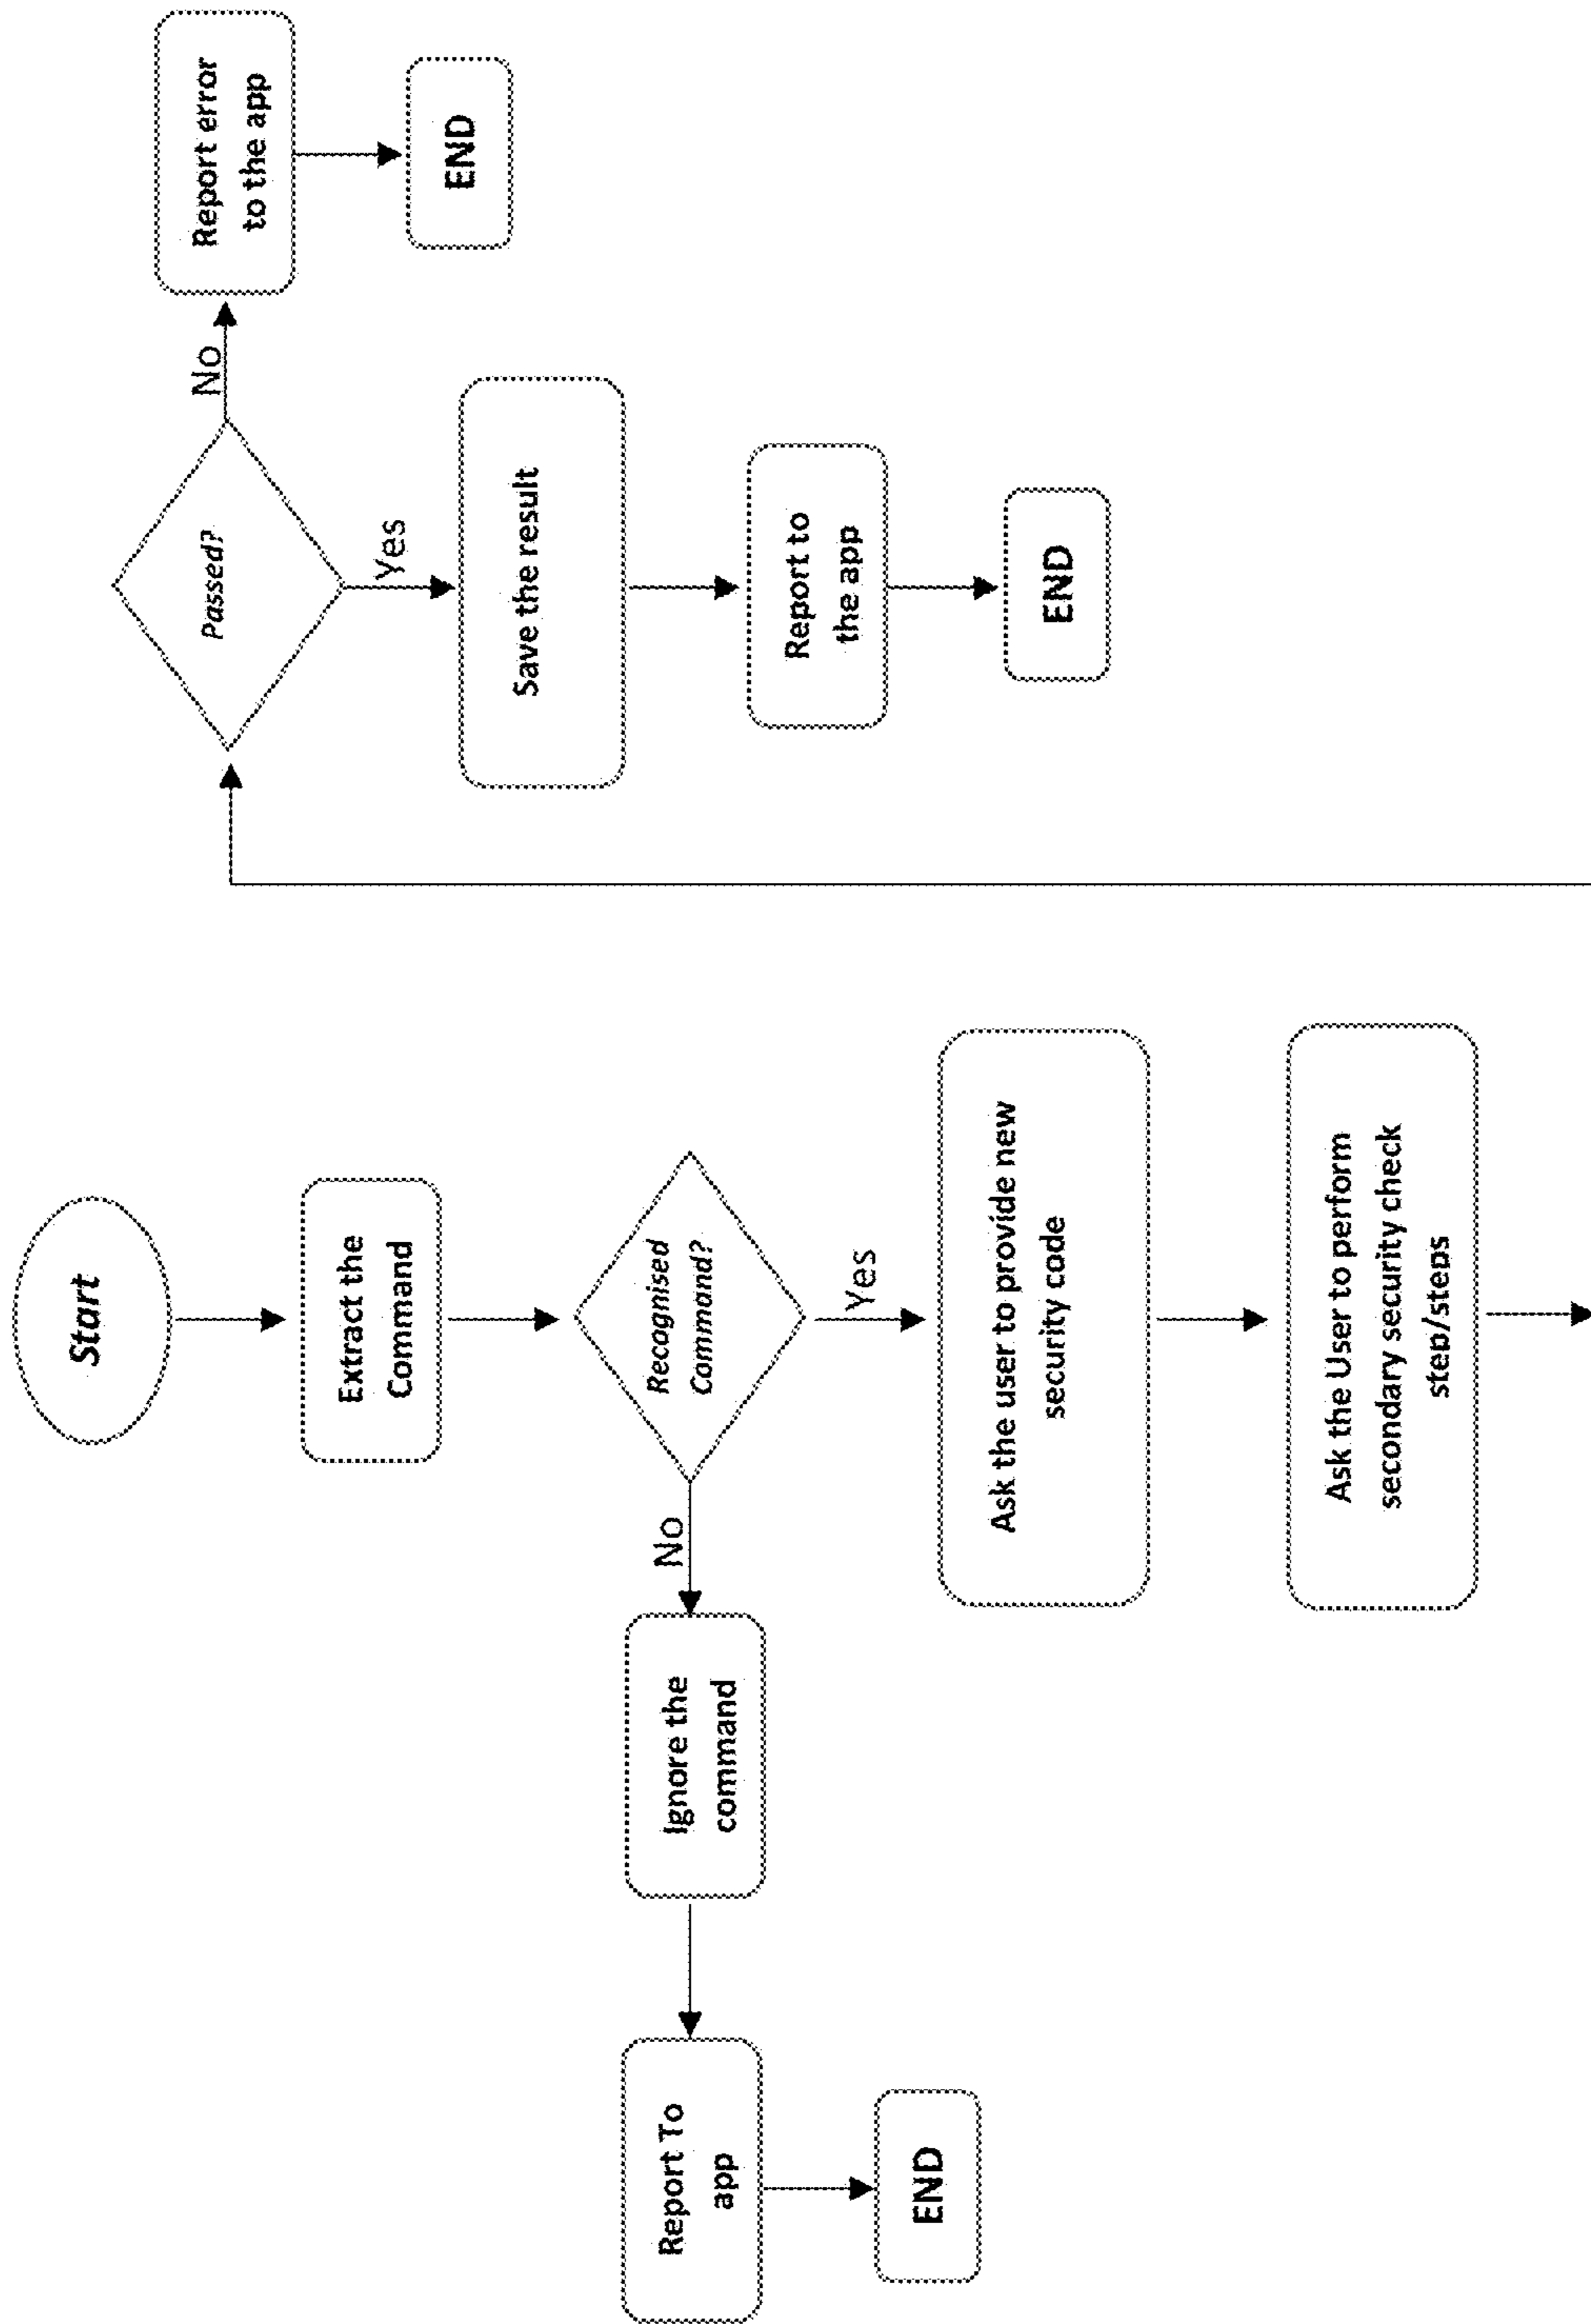 Start
Extract the
Command
Recognised
Command?
No
Ignore the
command
Report To
app
END
Yes
Ask the user to provide new
security code
Ask the User to perform
secondary security check
step/steps
Passed?
No
Report error
to the app
END
Yes
Save the result
Report to
the app
END